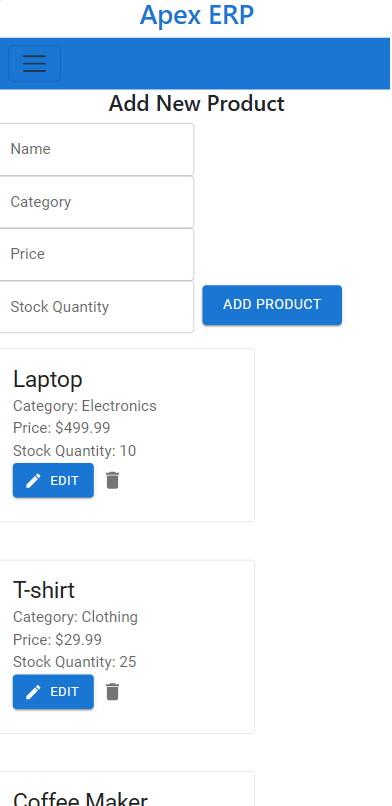 Apex ERP
Add New Product
Name
Category
Price
Stock Quantity
ADD PRODUCT
Laptop
Category: Electronics
Price: $499.99
Stock Quantity: 10
EDIT
T-shirt
Category: Clothing
Price: $29.99
Stock Quantity: 25
EDIT
Coffee Maker